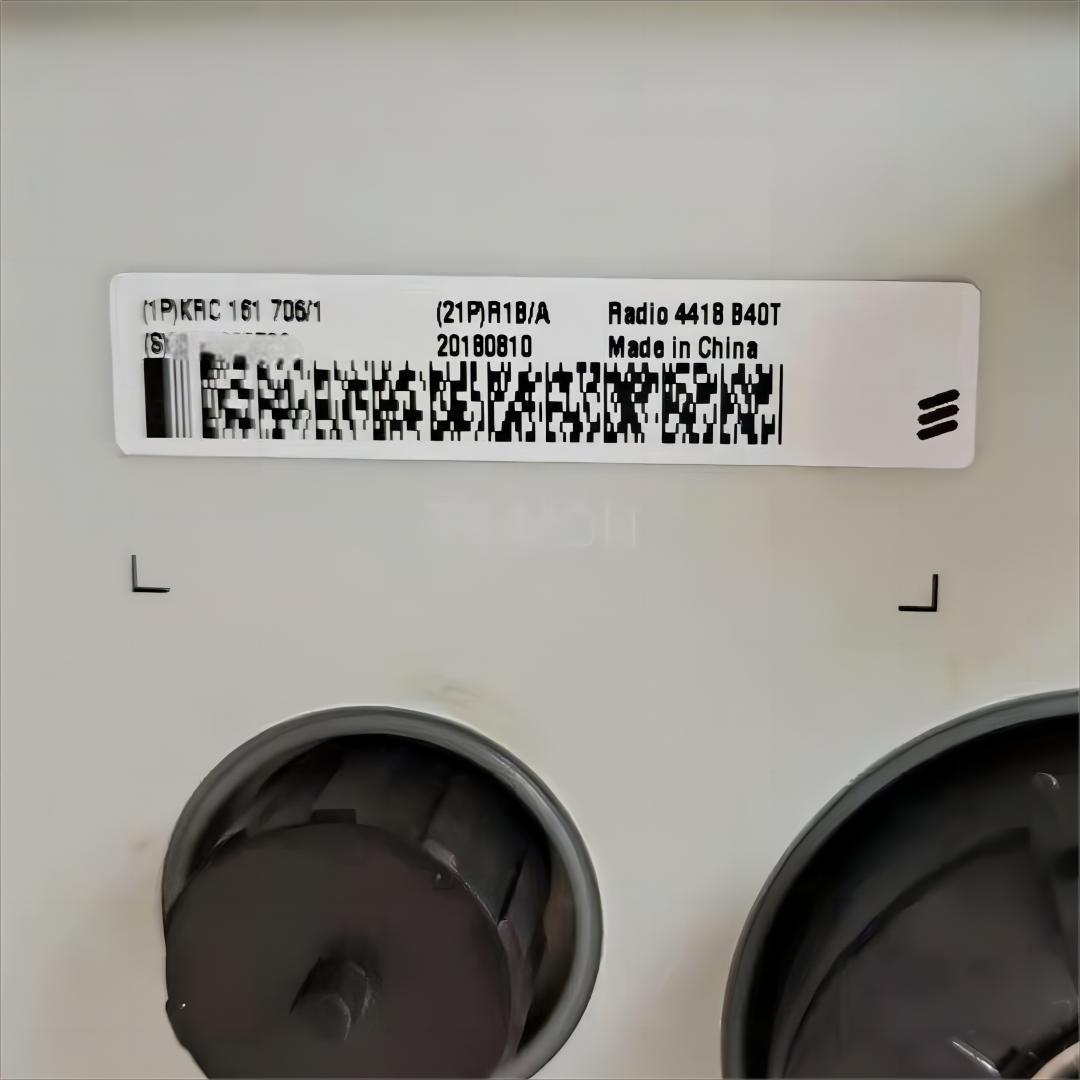 (1P)KRC 161 706/1 (21P)R1B/A Radio 4418 B40T
(S) 20180810 Made in China